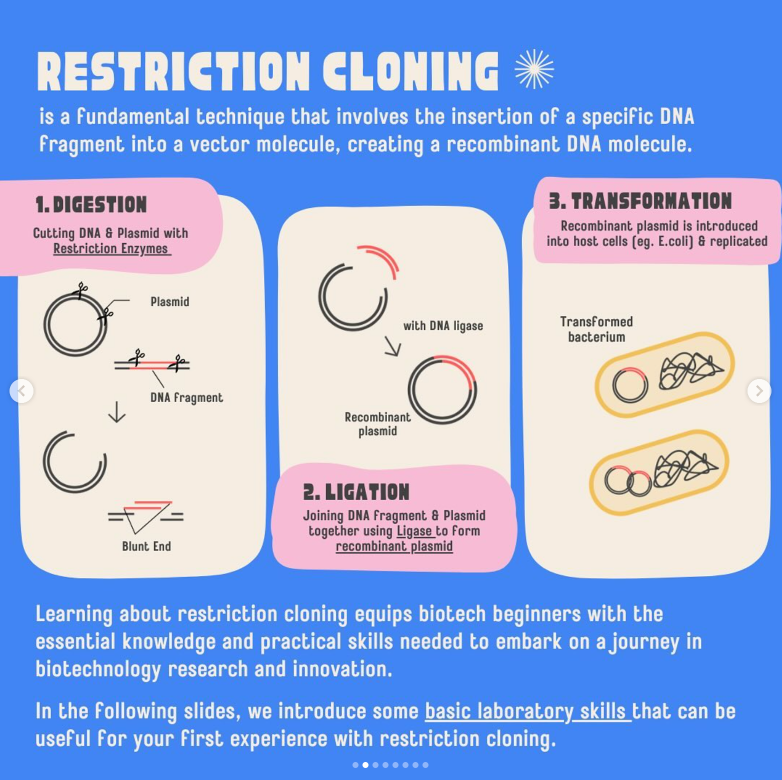 RESTRICTION CLONING
is a fundamental technique that involves the insertion of a specific DNA
fragment into a vector molecule, creating a recombinant DNA molecule.
1. DIGESTION
Cutting DNA & Plasmid with
Restriction Enzymes
Plasmid
DNA fragment
Blunt End
with DNA ligase
Recombinant
plasmid
2. LIGATION
Joining DNA fragment & Plasmid
together using Ligase to form
recombinant plasmid
3. TRANSFORMATION
Recombinant plasmid is introduced
into host cells (eg. E.coli) & replicated
Transformed
bacterium
Learning about restriction cloning equips biotech beginners with the
essential knowledge and practical skills needed to embark on a journey in
biotechnology research and innovation.
In the following slides, we introduce some basic laboratory skills that can be
useful for your first experience with restriction cloning.